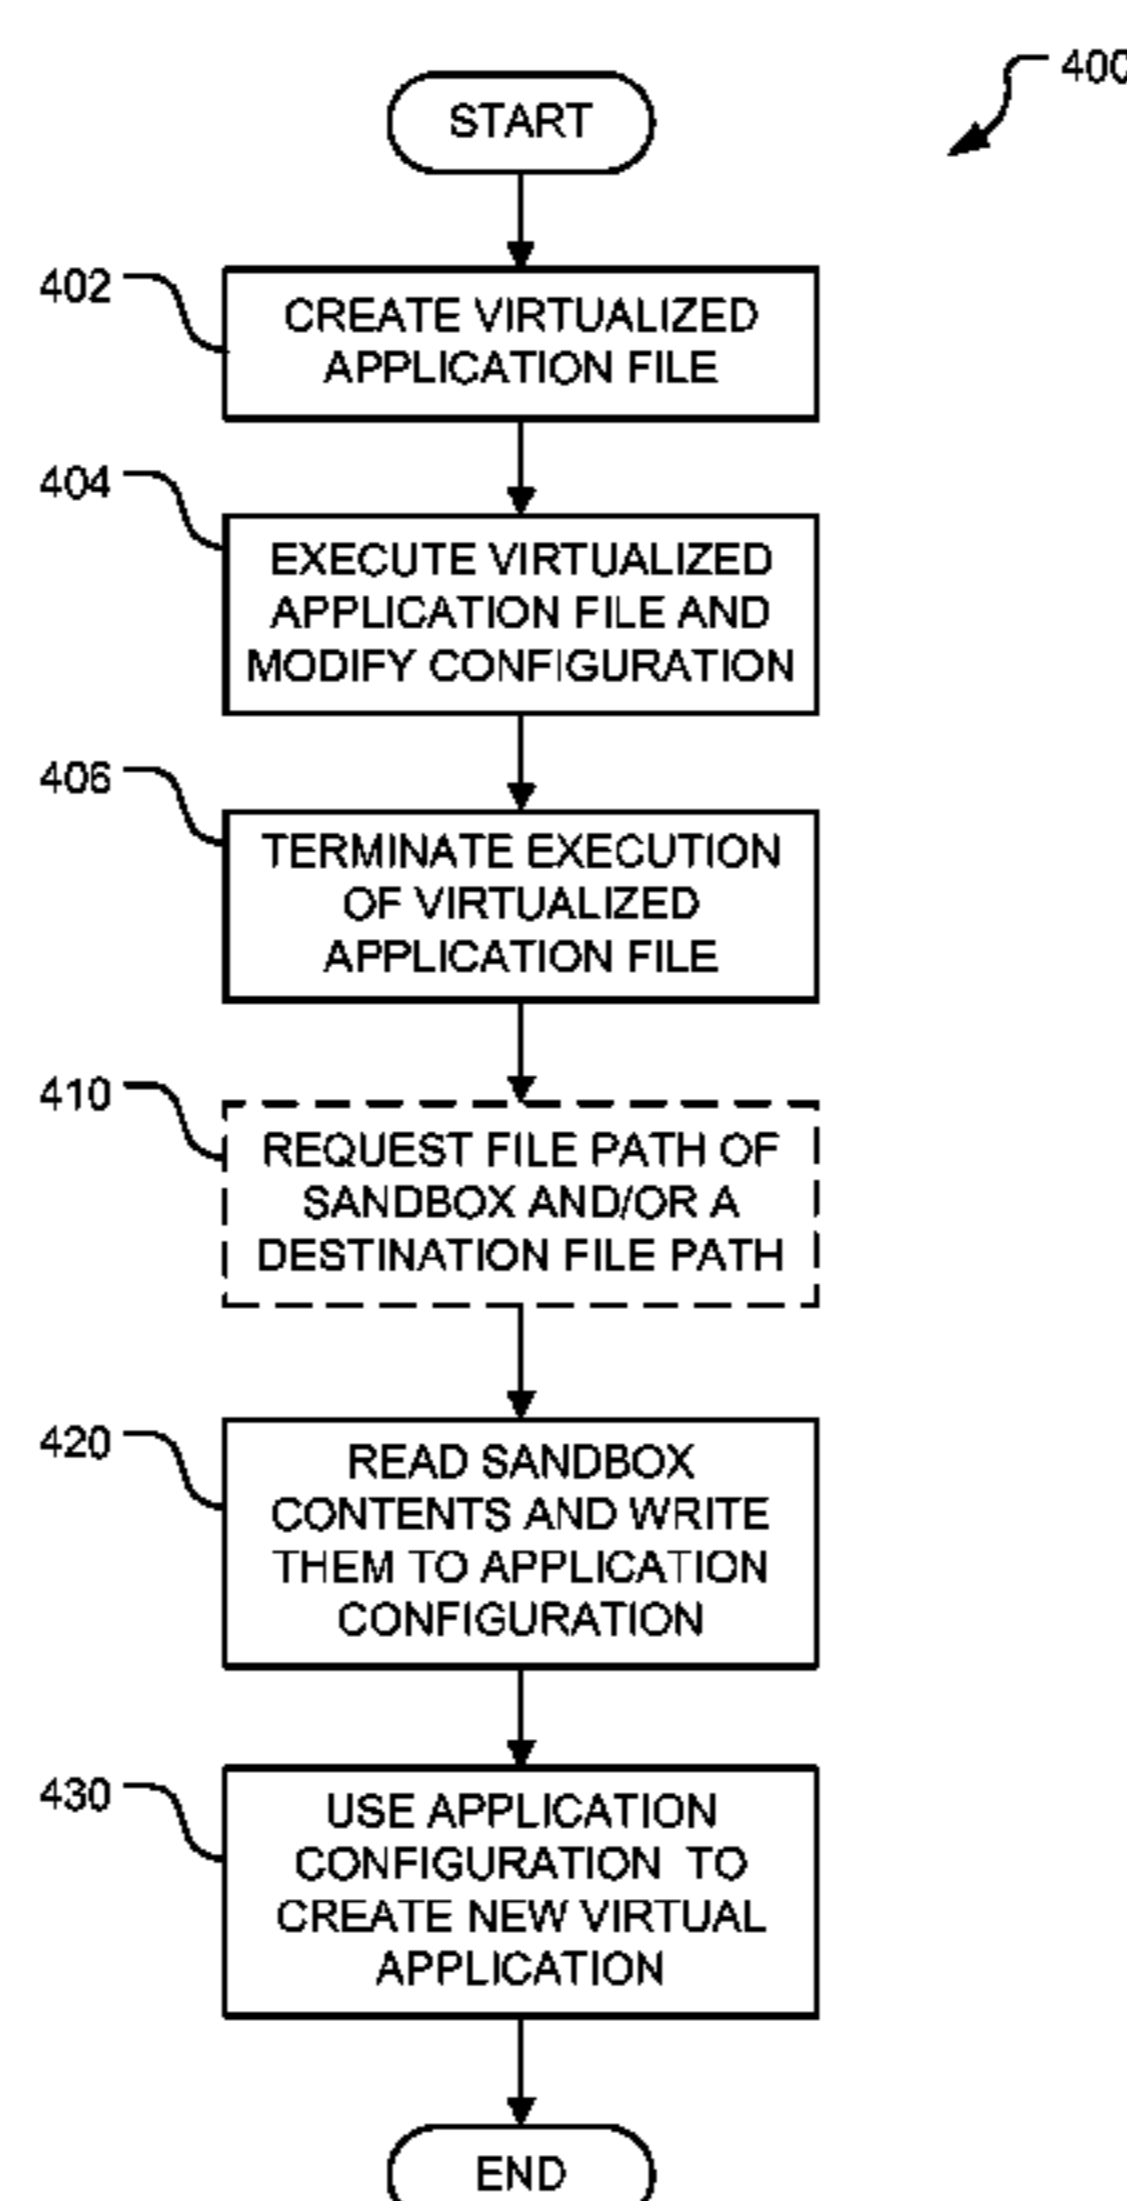 400
START
402
CREATE VIRTUALIZED
APPLICATION FILE
404
EXECUTE VIRTUALIZED
APPLICATION FILE AND
MODIFY CONFIGURATION
406
TERMINATE EXECUTION
OF VIRTUALIZED
APPLICATION FILE
410
REQUEST FILE PATH OF
SANDBOX AND/OR A
DESTINATION FILE PATH
420
READ SANDBOX
CONTENTS AND WRITE
THEM TO APPLICATION
CONFIGURATION
430
USE APPLICATION
CONFIGURATION TO
CREATE NEW VIRTUAL
APPLICATION
END